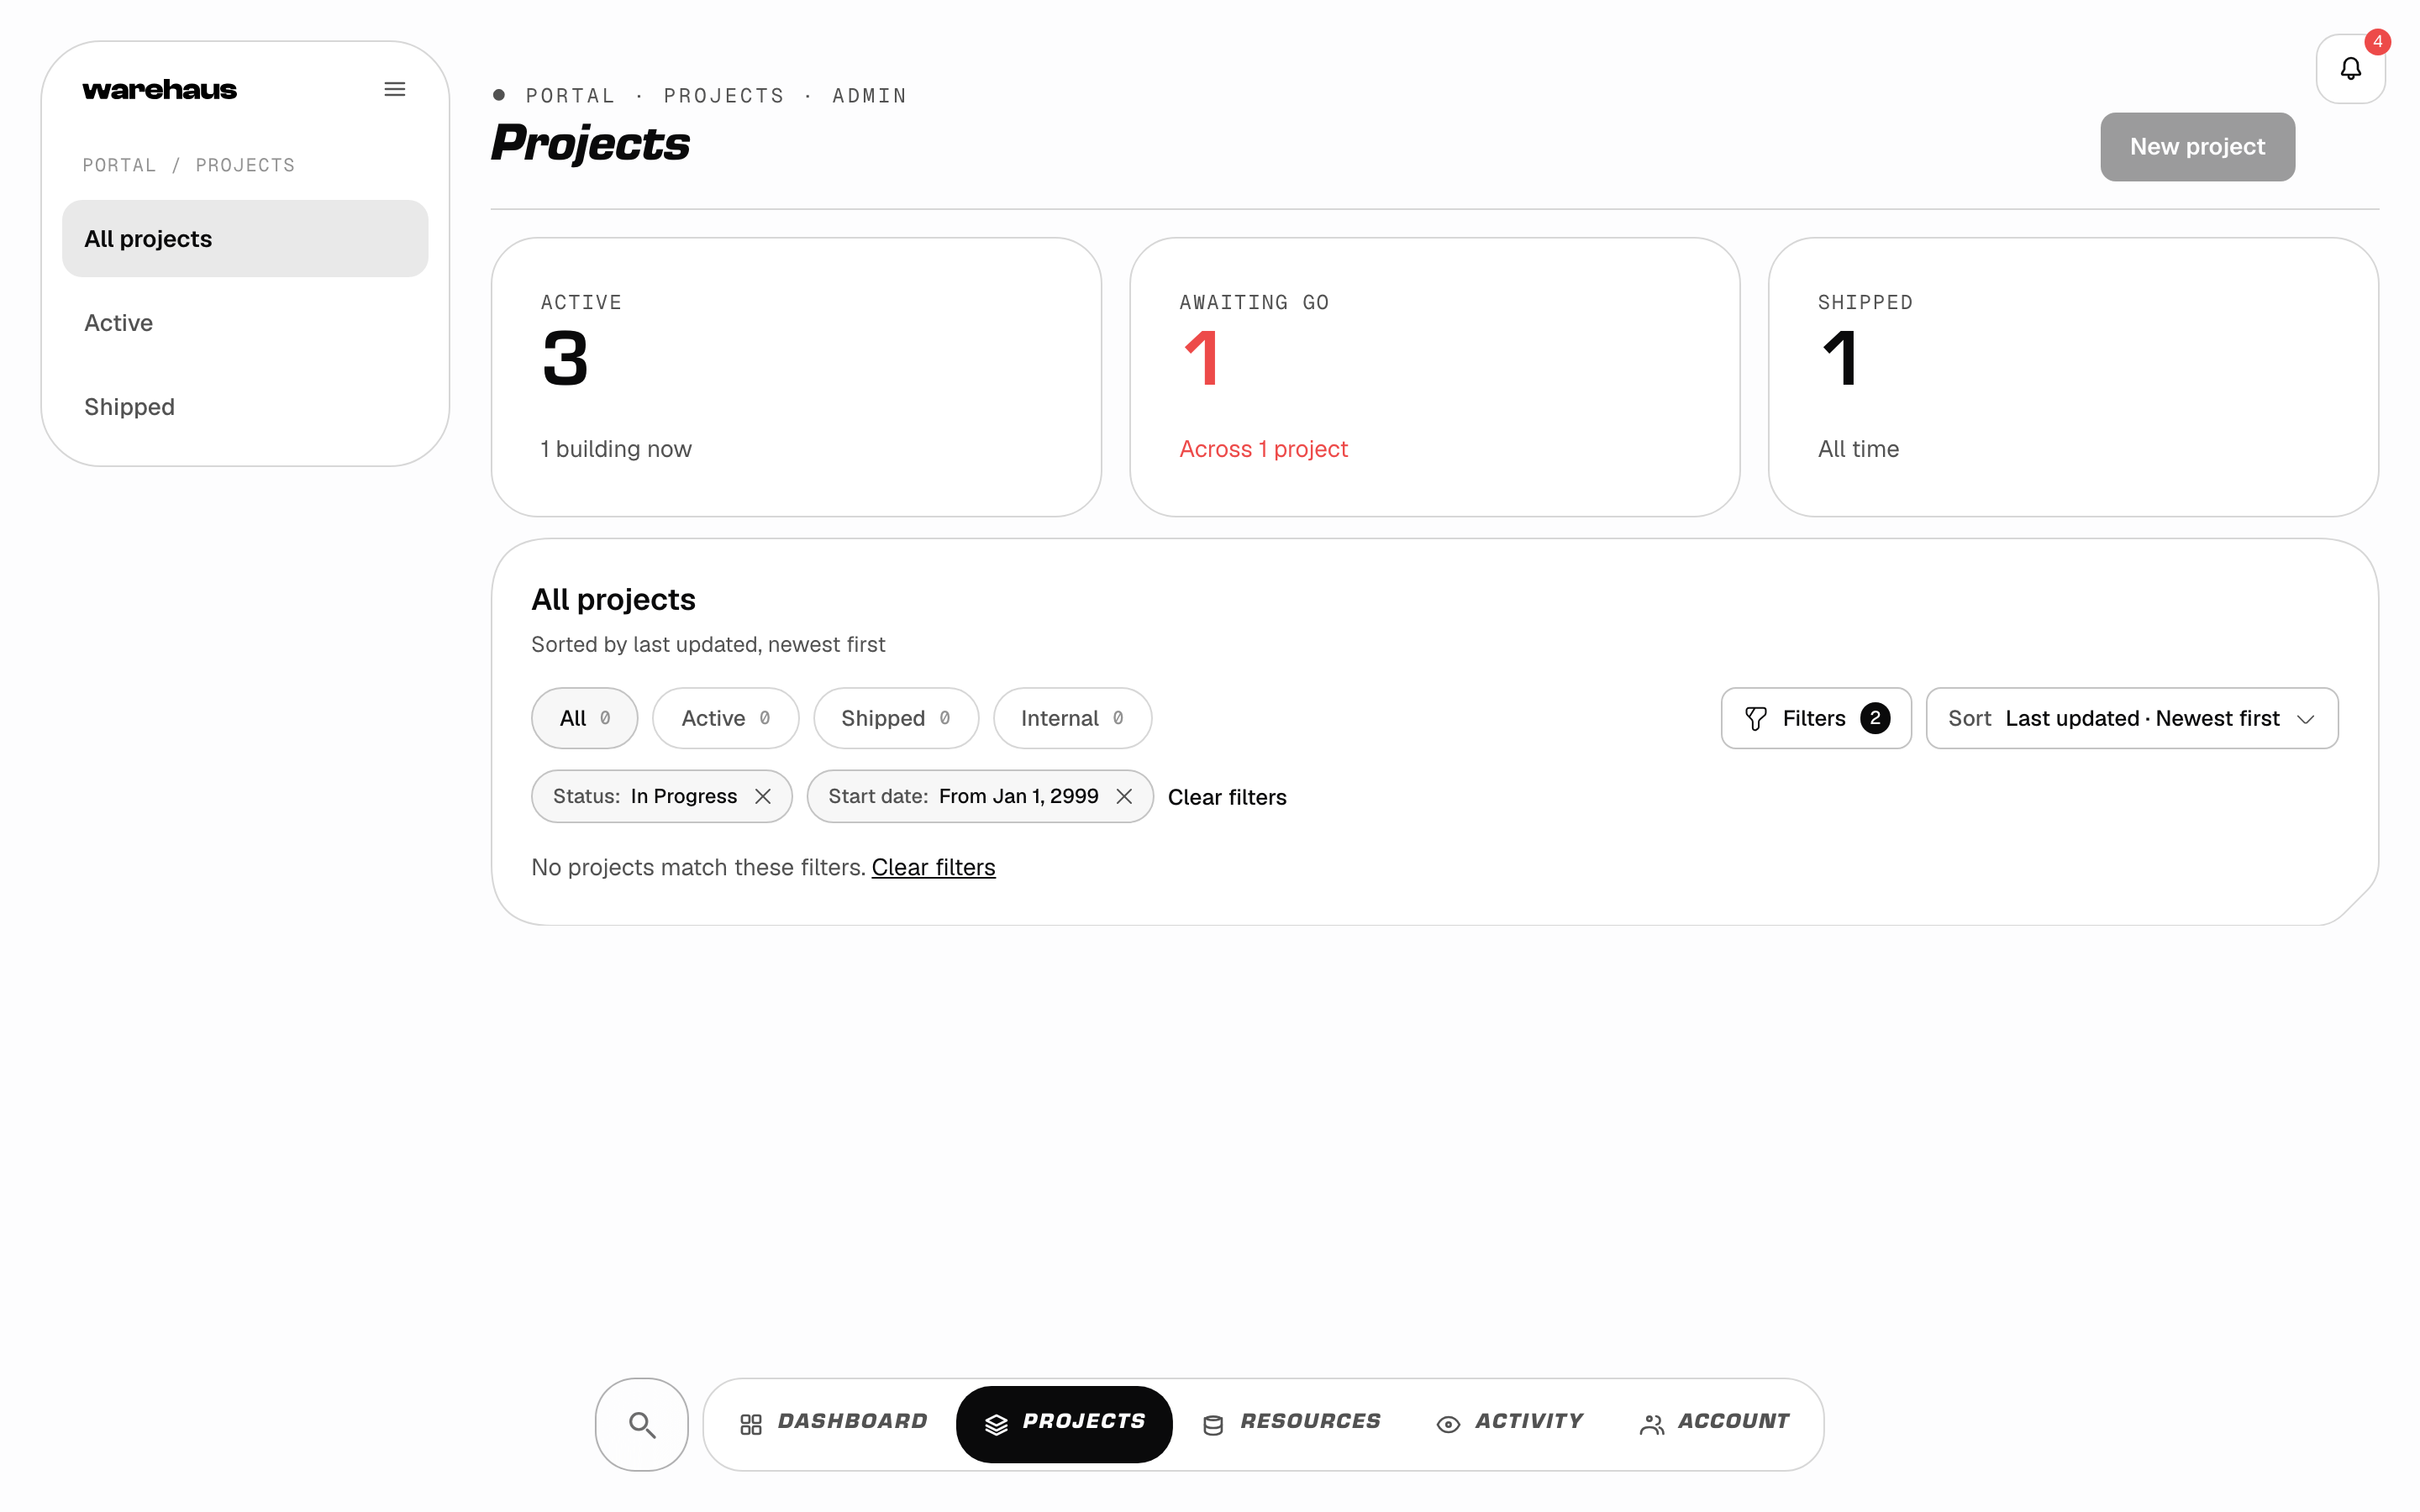 warehaus
PORTAL / PROJECTS
All projects
Active
Shipped
PORTAL · PROJECTS · ADMIN
Projects
4
New project
ACTIVE
3
1 building now
AWAITING GO
1
Across 1 project
SHIPPED
1
All time
All projects
Sorted by last updated, newest first
All 0
Active 0
Shipped 0
Internal 0
Filters 2
Sort Last updated · Newest first
Status: In Progress
Start date: From Jan 1, 2999
Clear filters
No projects match these filters. Clear filters
DASHBOARD
PROJECTS
RESOURCES
ACTIVITY
ACCOUNT